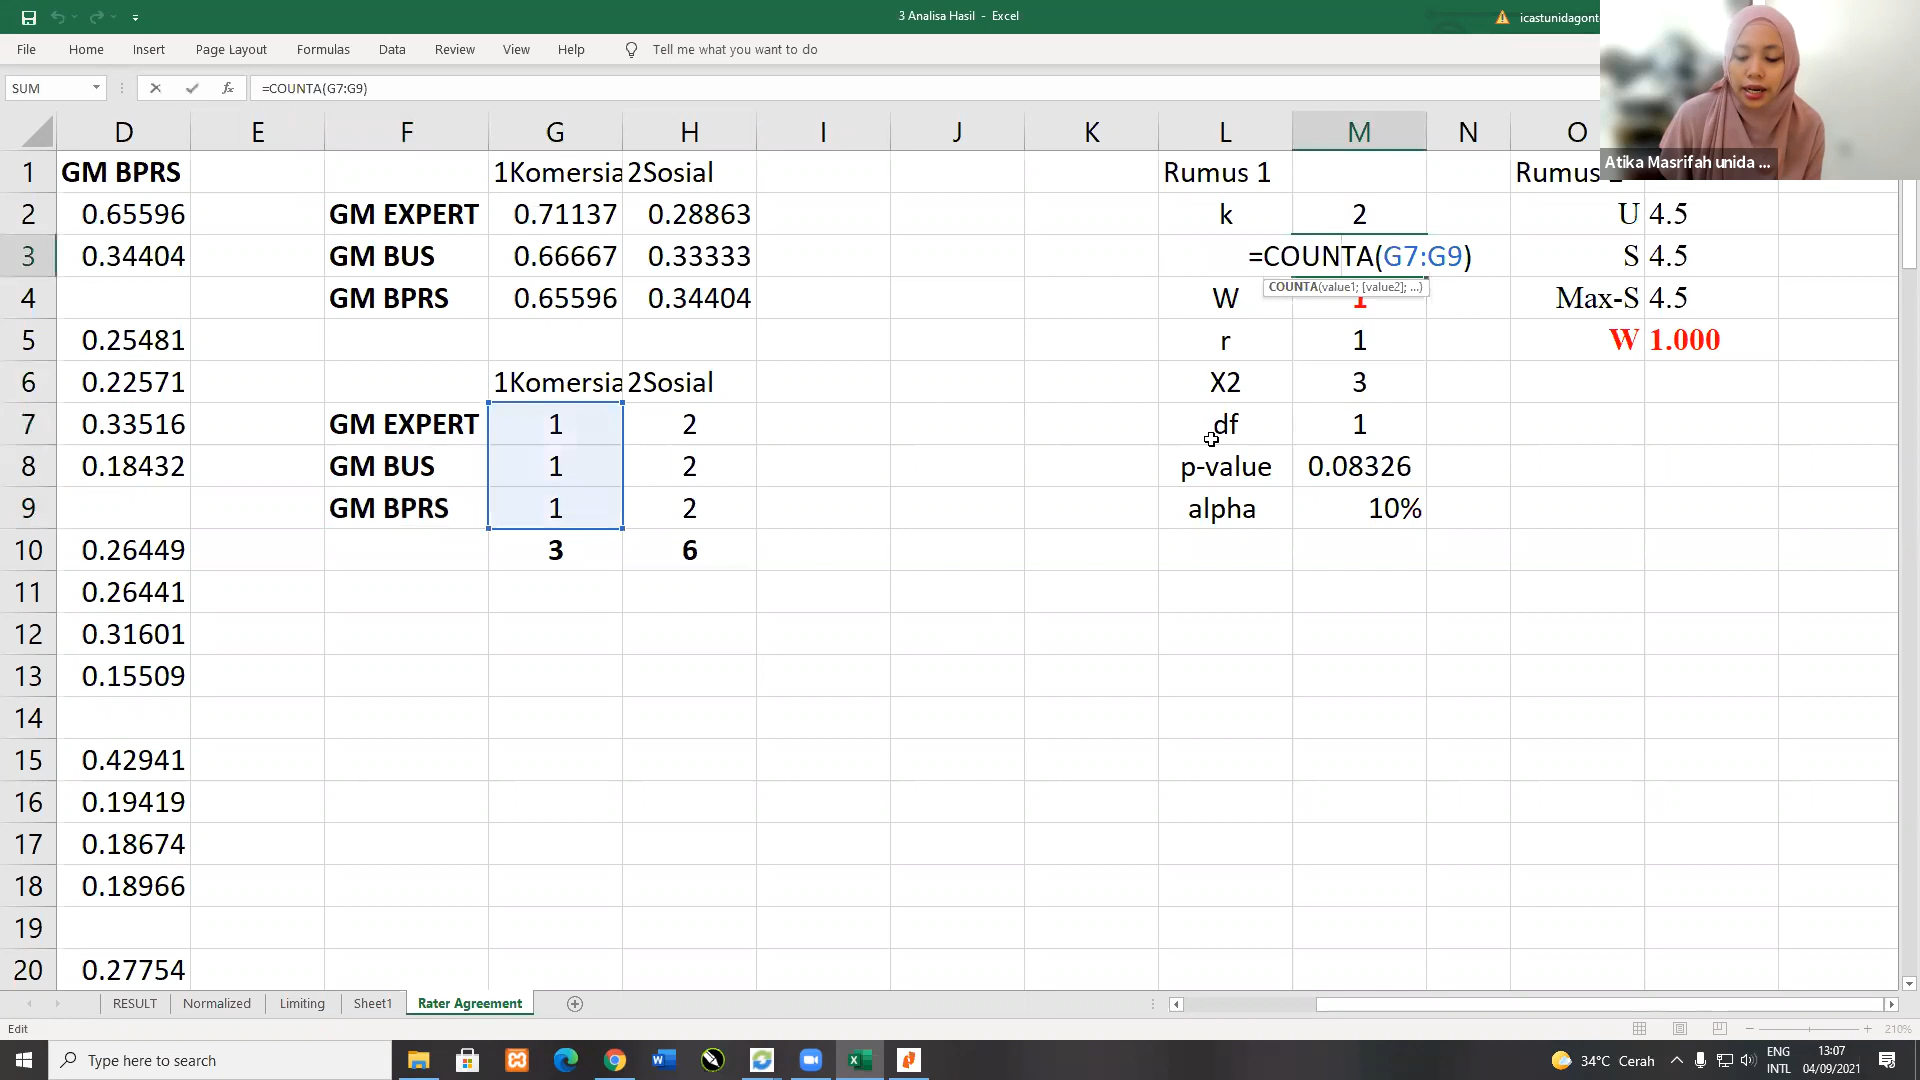 3 Analisa Hasil - Excel
icastunidagont
File Home Insert Page Layout Formulas Data Review View Help Tell me what you want to do
SUM fx =COUNTA(G7:G9)
Atika Masrifah unida ...
D E F G H I J K L M N O
1 GM BPRS 1Komersia 2Sosial Rumus 1 Rumus
2 0.65596 GM EXPERT 0.71137 0.28863 k 2 U 4.5
3 0.34404 GM BUS 0.66667 0.33333 =COUNTA(G7:G9) S 4.5
COUNTA(value1; [value2]; ...)
4 GM BPRS 0.65596 0.34404 W 1 Max-S 4.5
5 0.25481 r 1 W 1.000
6 0.22571 1Komersia 2Sosial X2 3
7 0.33516 GM EXPERT 1 2 df 1
8 0.18432 GM BUS 1 2 p-value 0.08326
9 GM BPRS 1 2 alpha 10%
10 0.26449 3 6
11 0.26441
12 0.31601
13 0.15509
14
15 0.42941
16 0.19419
17 0.18674
18 0.18966
19
20 0.27754
RESULT Normalized Limiting Sheet1 Rater Agreement
Edit 210%
Type here to search 34°C Cerah ENG 13:07
INTL 04/09/2021